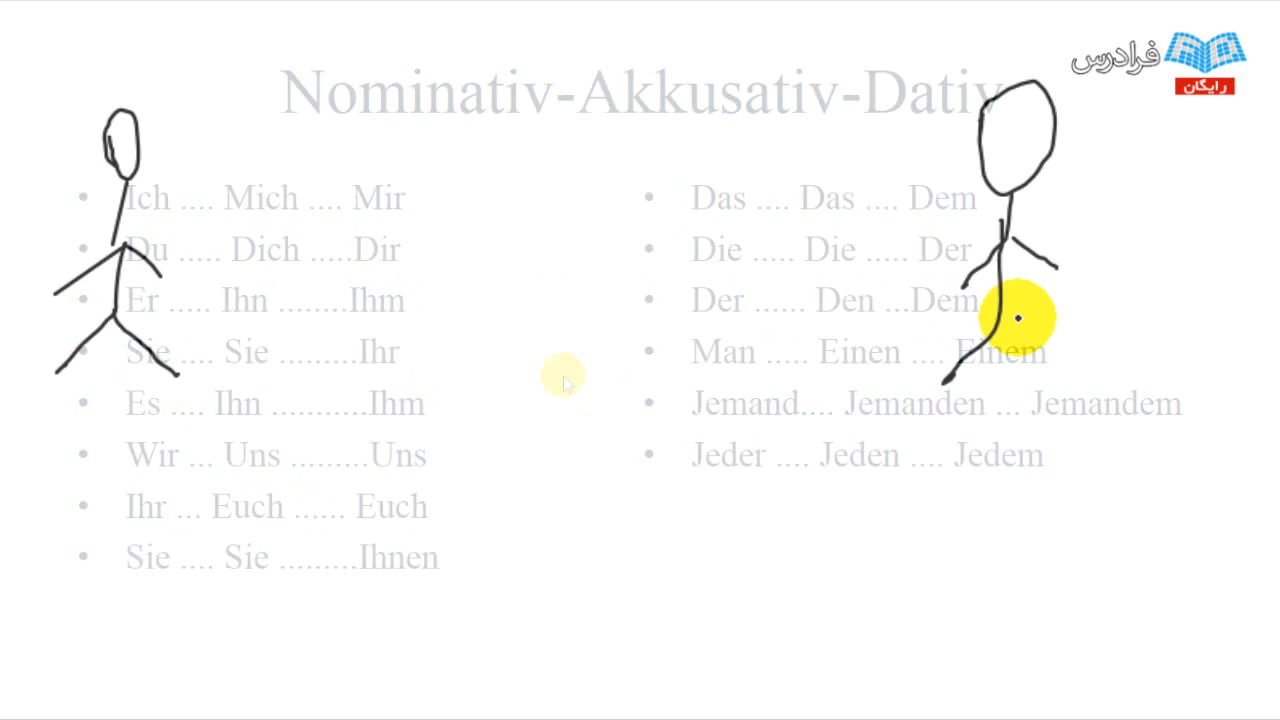 فرادرس
رایگان
Nominativ-Akkusativ-Dativ
• Ich .... Mich .... Mir
• Du ..... Dich .....Dir
• Er ..... Ihn ........Ihm
• Sie .... Sie .........Ihr
• Es .... Ihn ...........Ihm
• Wir ... Uns .........Uns
• Ihr ... Euch ...... Euch
• Sie .... Sie .........Ihnen
• Das .... Das .... Dem
• Die ..... Die ..... Der
• Der ...... Den ...Dem
• Man ..... Einen .... Einem
• Jemand.... Jemanden ... Jemandem
• Jeder .... Jeden .... Jedem